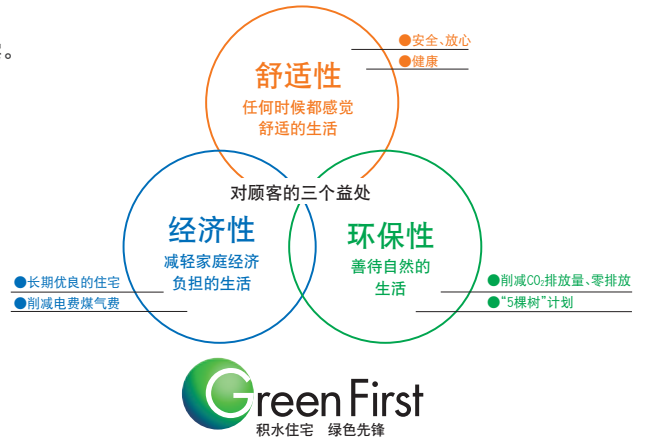 。
●安全、放心
●健康
舒适性
任何时候都感觉
舒适的生活
对顾客的三个益处
经济性
减轻家庭经济
负担的生活
环保性
善待自然的
生活
●长期优良的住宅
●削减电费煤气费
●削减CO₂排放量、零排放
●“5棵树”计划
Green First
积水住宅 绿色先锋